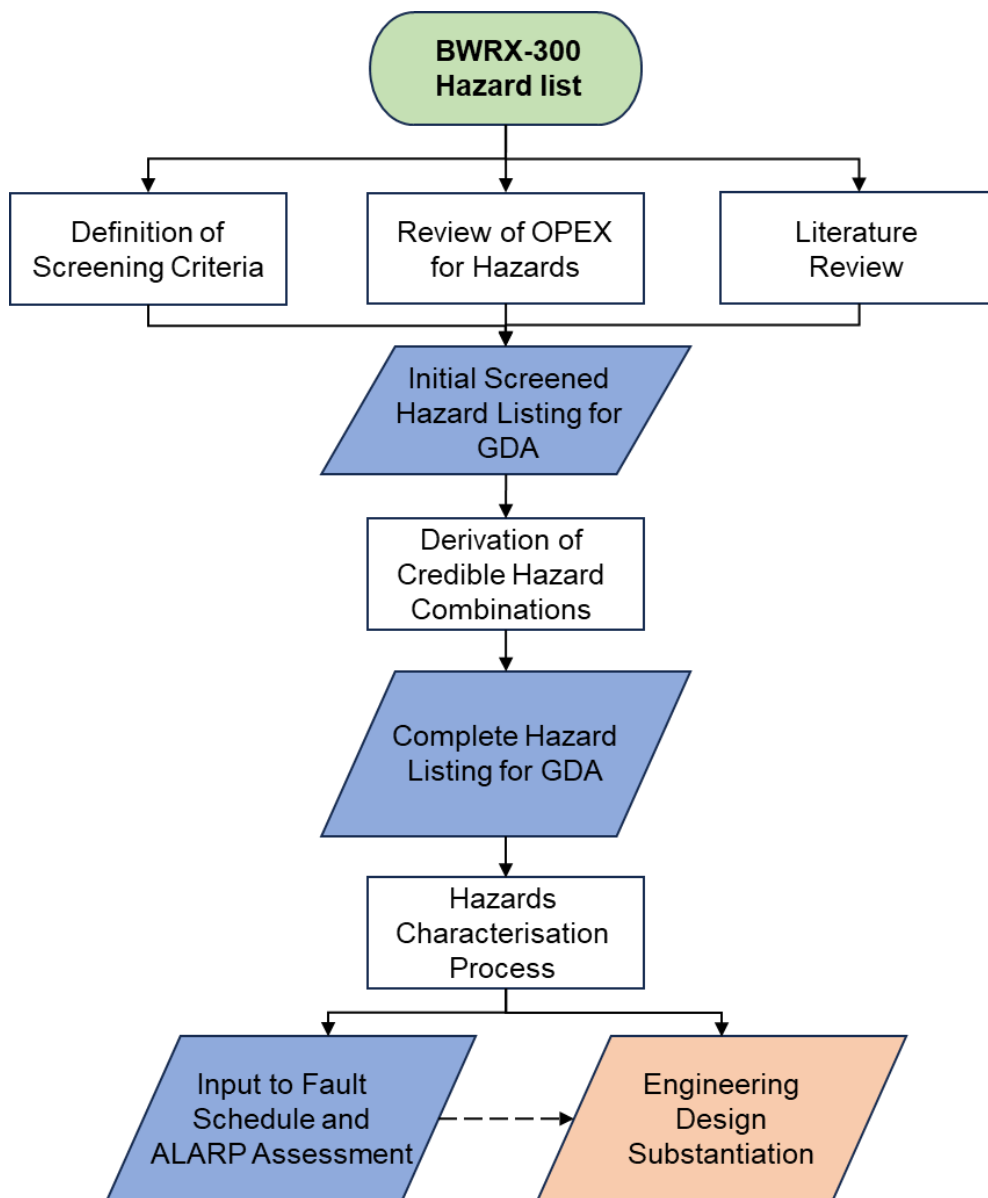 BWRX-300
Hazard list
Definition of
Screening Criteria
Review of OPEX
for Hazards
Literature
Review
Initial Screened
Hazard Listing for
GDA
Derivation of
Credible Hazard
Combinations
Complete Hazard
Listing for GDA
Hazards
Characterisation
Process
Input to Fault
Schedule and
ALARP Assessment
Engineering
Design
Substantiation